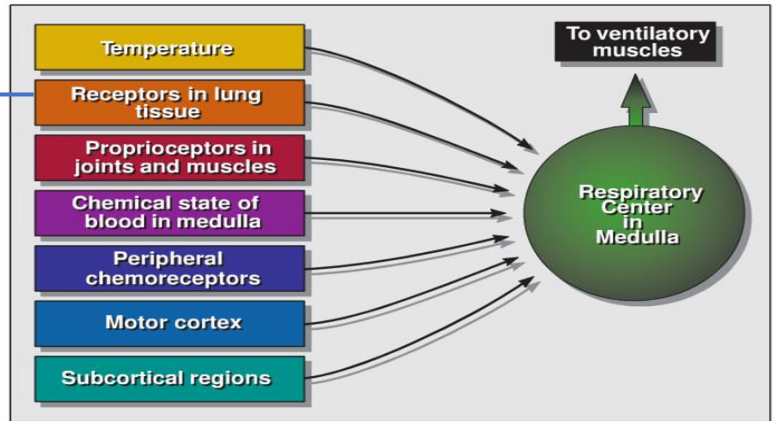 Temperature
Receptors in lung
tissue
Proprioceptors in
joints and muscles
Chemical state of
blood in medulla
Peripheral
chemoreceptors
Motor cortex
Subcortical regions
To ventilatory
muscles
Respiratory
Center
in
Medulla